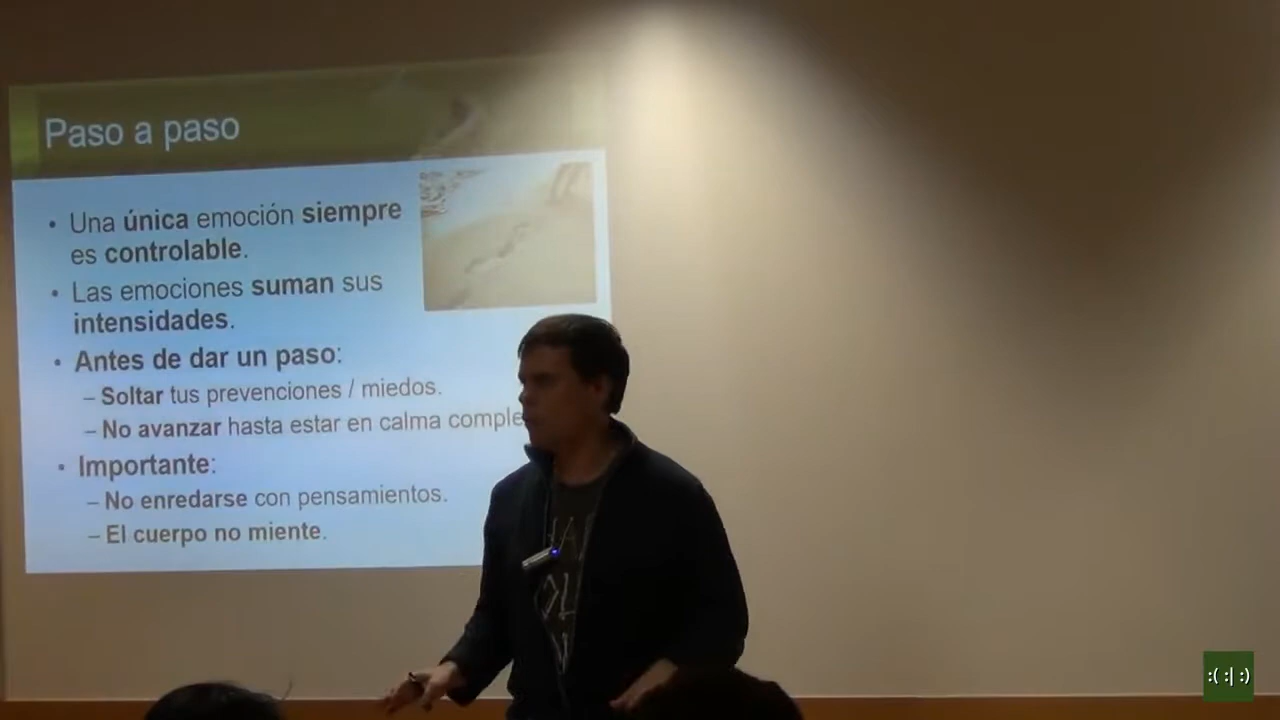 Paso a paso
• Una única emoción siempre
es controlable.
• Las emociones suman sus
intensidades.
• Antes de dar un paso:
– Soltar tus prevenciones / miedos.
– No avanzar hasta estar en calma comple
• Importante:
– No enredarse con pensamientos.
– El cuerpo no miente.
:( :| :)